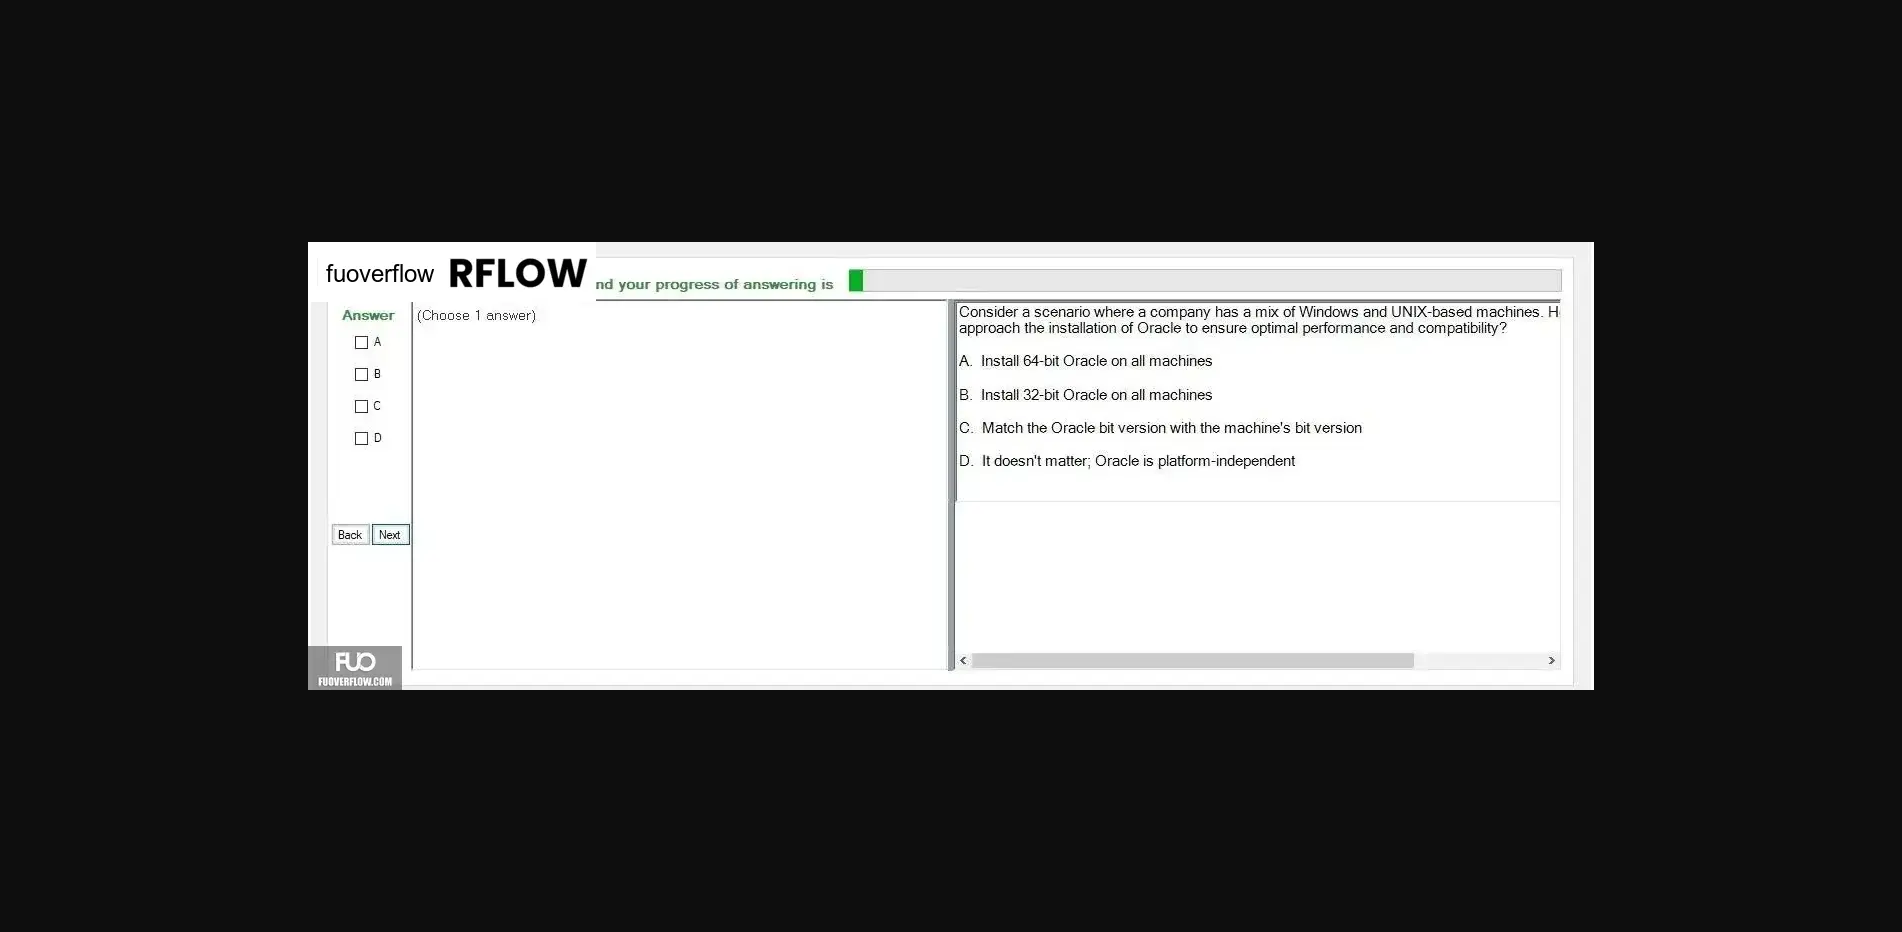 fuoverflow RFLOW
nd your progress of answering is
Answer
(Choose 1 answer)
A
B
C
D
Back Next
Consider a scenario where a company has a mix of Windows and UNIX-based machines. H
approach the installation of Oracle to ensure optimal performance and compatibility?
A. Install 64-bit Oracle on all machines
B. Install 32-bit Oracle on all machines
C. Match the Oracle bit version with the machine's bit version
D. It doesn't matter; Oracle is platform-independent
FUO
FUOVERFLOW.COM